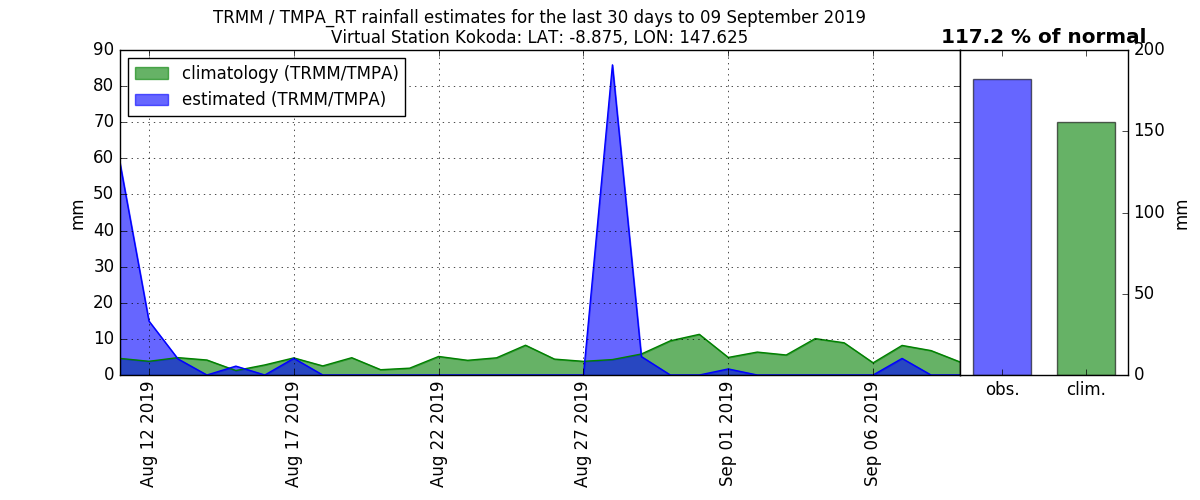 TRMM / TMPA_RT rainfall estimates for the last 30 days to 09 September 2019
Virtual Station Kokoda: LAT: -8.875, LON: 147.625
117.2 % of normal
climatology (TRMM/TMPA)
estimated (TRMM/TMPA)
90
80
70
60
50
40
30
20
10
0
mm
Aug 12 2019
Aug 17 2019
Aug 22 2019
Aug 27 2019
Sep 01 2019
Sep 06 2019
200
150
100
50
0
mm
obs.
clim.